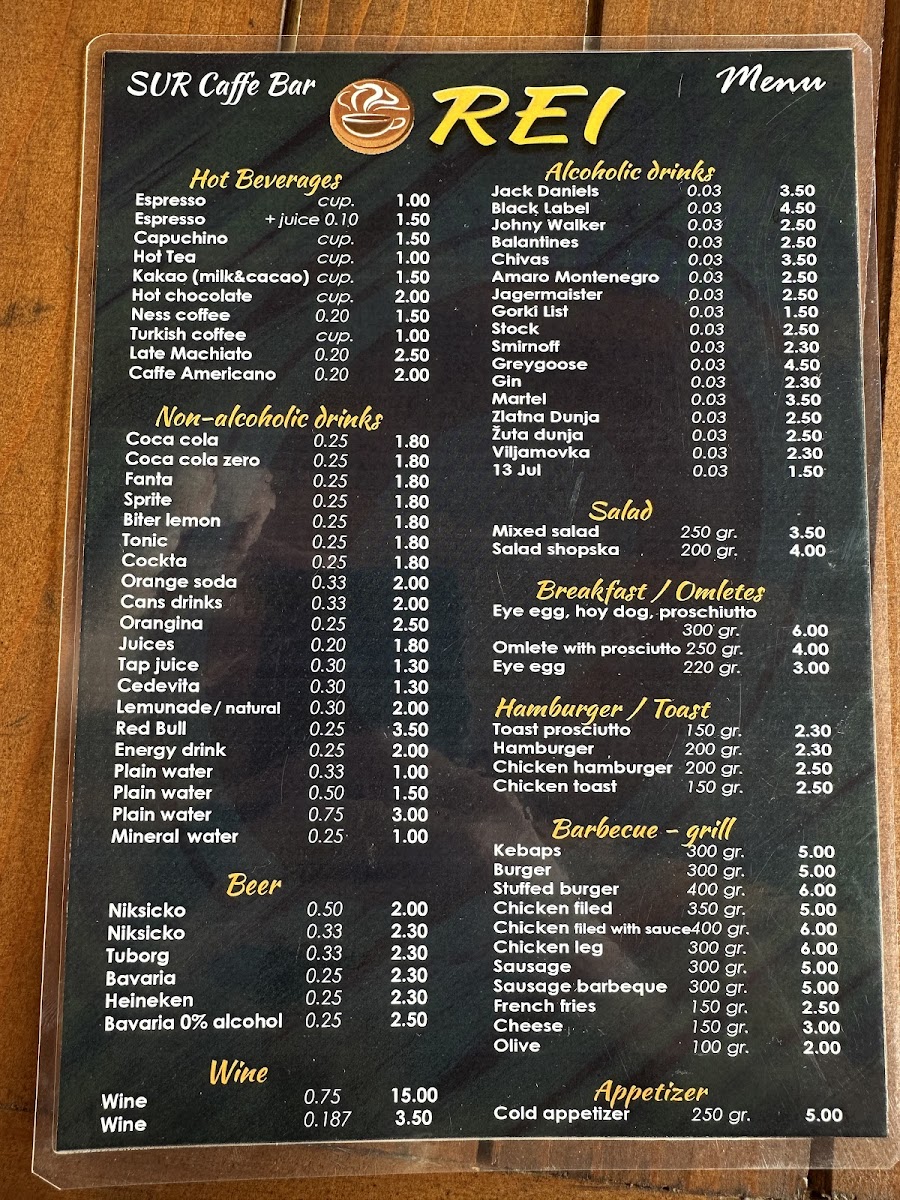 SUR Caffe Bar
REI
Menu
Hot Beverages
Espresso cup. 1.00
Espresso + juice 0.10 1.50
Capuchino cup. 1.50
Hot Tea cup. 1.00
Kakao (milk&cacao) cup. 1.50
Hot chocolate cup. 2.00
Ness coffee 0.20 1.50
Turkish coffee cup. 1.00
Late Machiato 0.20 2.50
Caffe Americano 0.20 2.00
Non-alcoholic drinks
Coca cola 0.25 1.80
Coca cola zero 0.25 1.80
Fanta 0.25 1.80
Sprite 0.25 1.80
Biter lemon 0.25 1.80
Tonic 0.25 1.80
Cockta 0.25 1.80
Orange soda 0.33 2.00
Cans drinks 0.33 2.00
Orangina 0.25 2.50
Juices 0.20 1.80
Tap juice 0.30 1.30
Cedevita 0.30 1.30
Lemunade/ natural 0.30 2.00
Red Bull 0.25 3.50
Energy drink 0.25 2.00
Plain water 0.33 1.00
Plain water 0.50 1.50
Plain water 0.75 3.00
Mineral water 0.25 1.00
Beer
Niksicko 0.50 2.00
Niksicko 0.33 2.30
Tuborg 0.33 2.30
Bavaria 0.25 2.30
Heineken 0.25 2.30
Bavaria 0% alcohol 0.25 2.50
Wine
Wine 0.75 15.00
Wine 0.187 3.50
Alcoholic drinks
Jack Daniels 0.03 3.50
Black Label 0.03 4.50
Johny Walker 0.03 2.50
Balantines 0.03 2.50
Chivas 0.03 3.50
Amaro Montenegro 0.03 2.50
Jagermaister 0.03 2.50
Gorki List 0.03 1.50
Stock 0.03 2.50
Smirnoff 0.03 2.30
Greygoose 0.03 4.50
Gin 0.03 2.30
Martel 0.03 3.50
Zlatna Dunja 0.03 2.50
Žuta dunja 0.03 2.50
Viljamovka 0.03 2.30
13 Jul 0.03 1.50
Salad
Mixed salad 250 gr. 3.50
Salad shopska 200 gr. 4.00
Breakfast / Omletes
Eye egg, hoy dog, proschiutto
300 gr. 6.00
Omlete with prosciutto 250 gr. 4.00
Eye egg 220 gr. 3.00
Hamburger / Toast
Toast prosciutto 150 gr. 2.30
Hamburger 200 gr. 2.30
Chicken hamburger 200 gr. 2.50
Chicken toast 150 gr. 2.50
Barbecue - grill
Kebaps 300 gr. 5.00
Burger 300 gr. 5.00
Stuffed burger 400 gr. 6.00
Chicken filed 350 gr. 5.00
Chicken filed with sauce 400 gr. 6.00
Chicken leg 300 gr. 6.00
Sausage 300 gr. 5.00
Sausage barbeque 300 gr. 5.00
French fries 150 gr. 2.50
Cheese 150 gr. 3.00
Olive 100 gr. 2.00
Appetizer
Cold appetizer 250 gr. 5.00